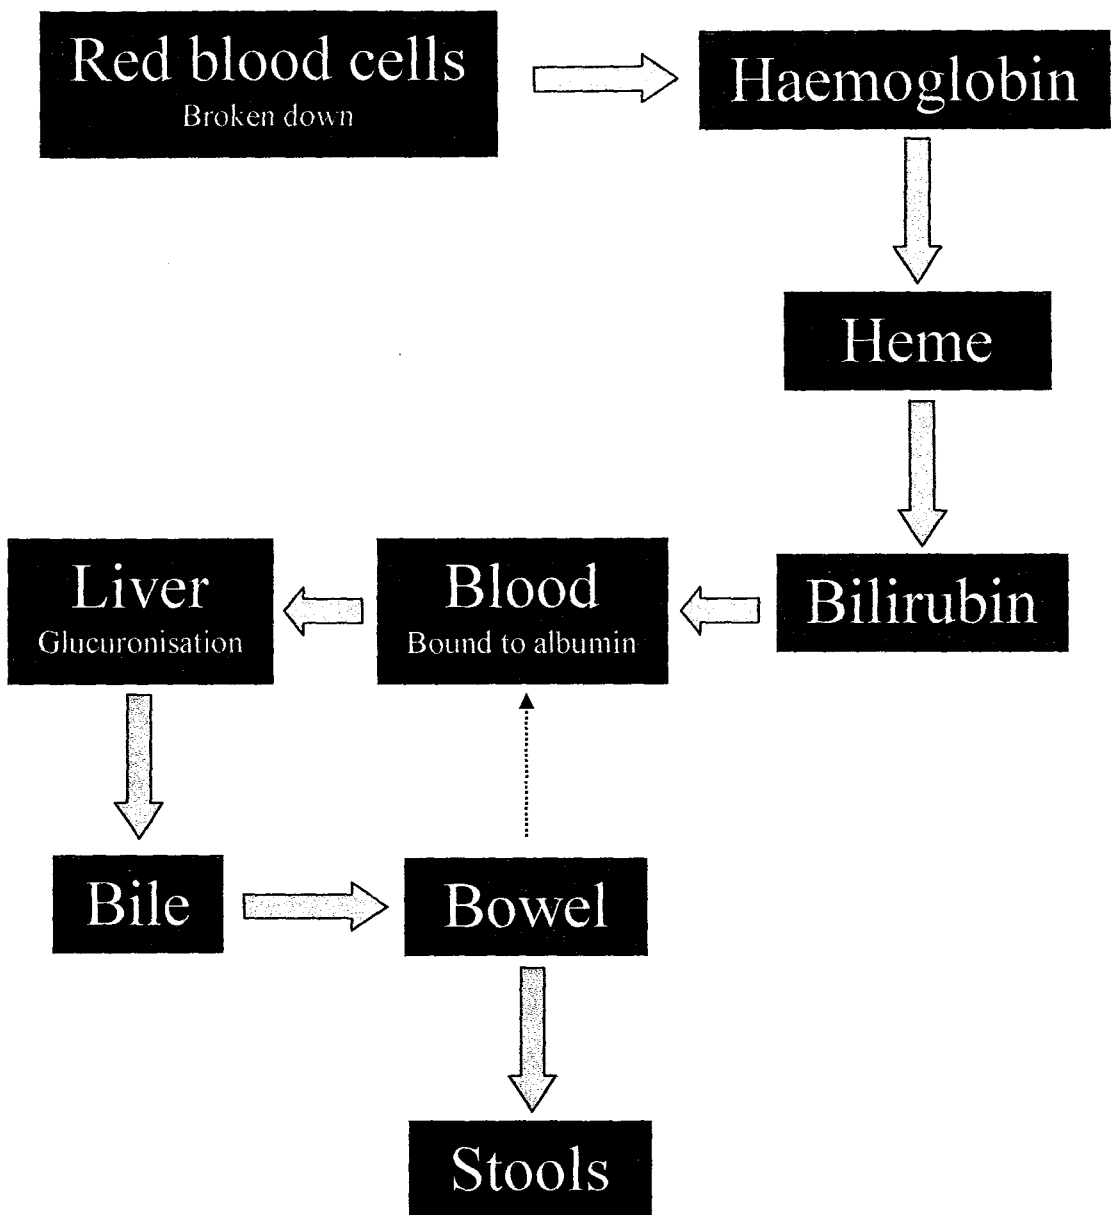 Red blood cells
Broken down
Haemoglobin
Heme
Bilirubin
Blood
Bound to albumin
Liver
Glucuronisation
Bile
Bowel
Stools